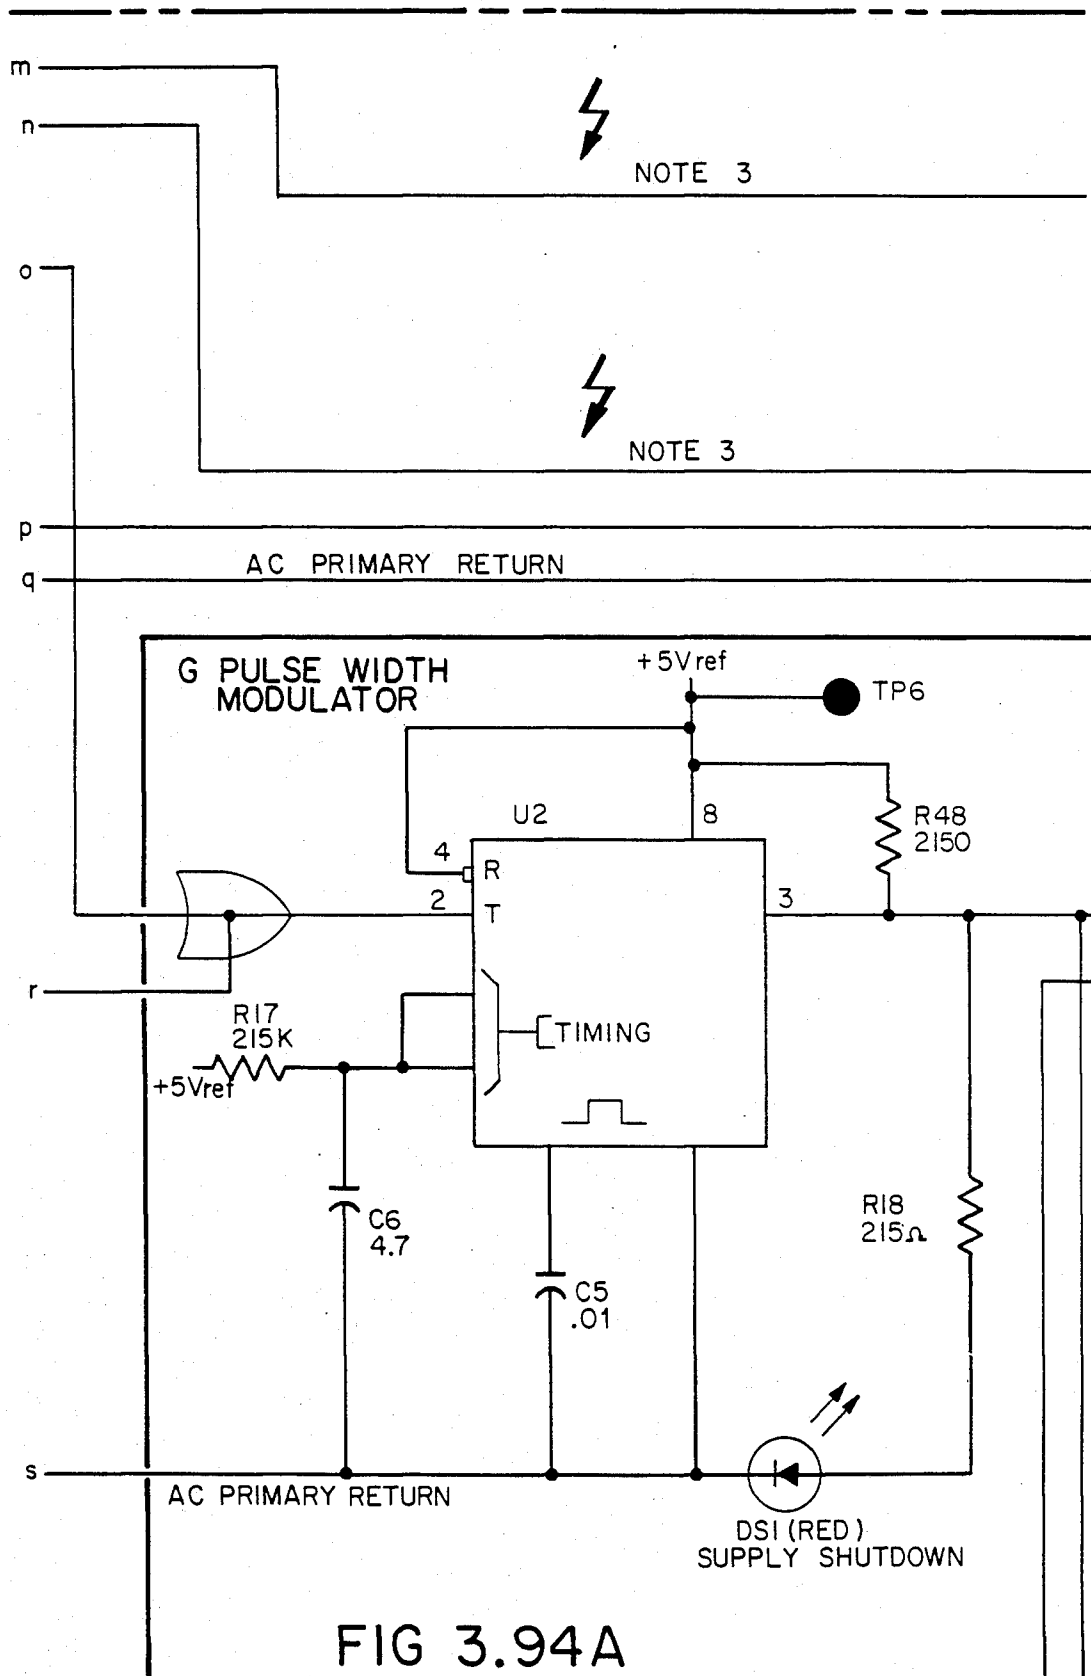 m
n
NOTE 3
o
NOTE 3
p
AC PRIMARY RETURN
q
G PULSE WIDTH
MODULATOR
+5Vref
TP6
U2
8
R48
2150
4
R
2
T
3
r
R17
215K
+5Vref
TIMING
C6
4.7
R18
215Ω
C5
.01
s
AC PRIMARY RETURN
DS1 (RED)
SUPPLY SHUTDOWN
FIG 3.94A